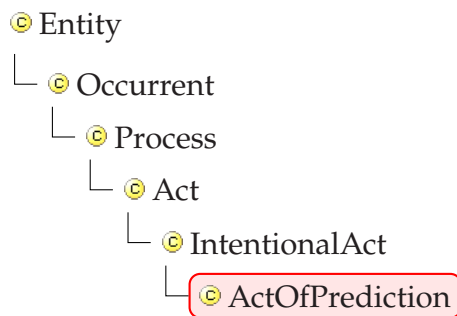 © Entity
© Occurrent
© Process
© Act
© IntentionalAct
© ActOfPrediction